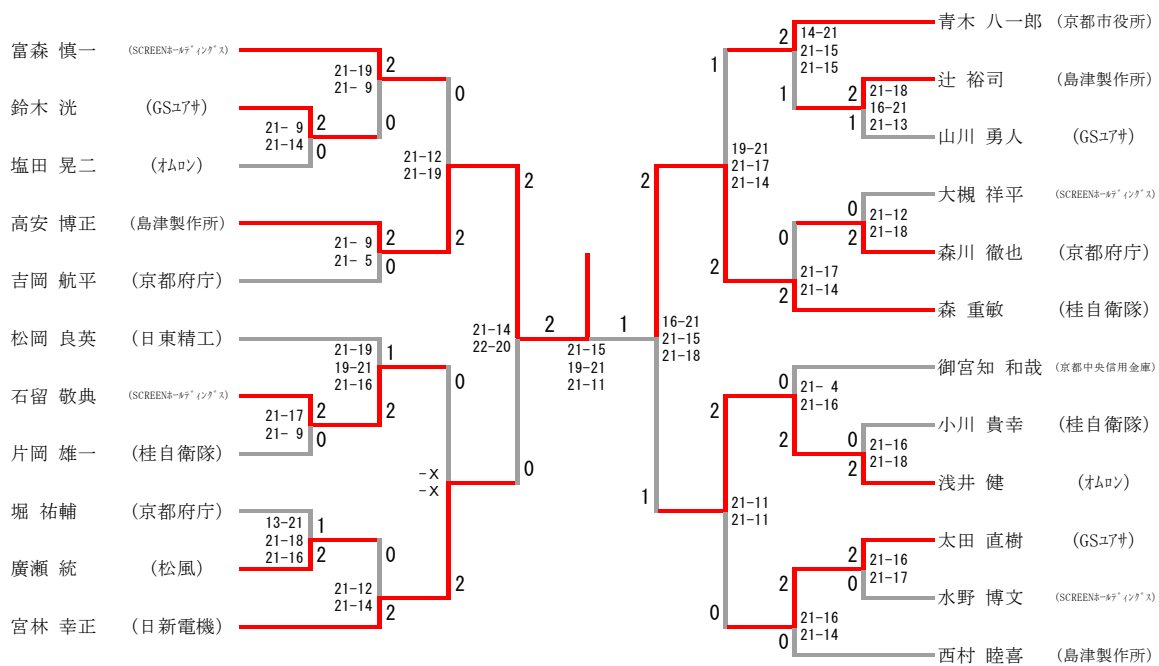 富森 慎一 (SCREENホールディングス)
鈴木 洸 (GSユアサ)
塩田 晃二 (オムロン)
高安 博正 (島津製作所)
吉岡 航平 (京都府庁)
松岡 良英 (日東精工)
石留 敬典 (SCREENホールディングス)
片岡 雄一 (桂自衛隊)
堀 祐輔 (京都府庁)
廣瀬 統 (松風)
宮林 幸正 (日新電機)
21-19 2
21- 9
0
21- 9 2
21-14 0
0
21-12
21-19
2
21- 9 2
21- 5 0
2
21-14
22-20
0
21-19 1
19-21
21-16 2
21-17 2
21- 9 0
0
-X
-X
2
13-21 1
21-18
21-16 2
0
21-12
21-14 2
2
21-15
19-21
21-11
1
青木 八一郎 (京都市役所)
辻 裕司 (島津製作所)
山川 勇人 (GSユアサ)
大槻 祥平 (SCREENホールディングス)
森川 徹也 (京都府庁)
森 重敏 (桂自衛隊)
御宮知 和哉 (京都中央信用金庫)
小川 貴幸 (桂自衛隊)
浅井 健 (オムロン)
太田 直樹 (GSユアサ)
水野 博文 (SCREENホールディングス)
西村 睦喜 (島津製作所)
2 14-21
21-15
21-15
1
2 21-18
16-21
1 21-13
1
19-21
21-17
21-14
2
0 21-12
2 21-18
0
21-17
2 21-14
2
16-21
21-15
21-18
1
0 21- 4
21-16
2
0 21-16
2 21-18
2
21-11
21-11
0
2 21-16
0 21-17
2
21-16
0 21-14